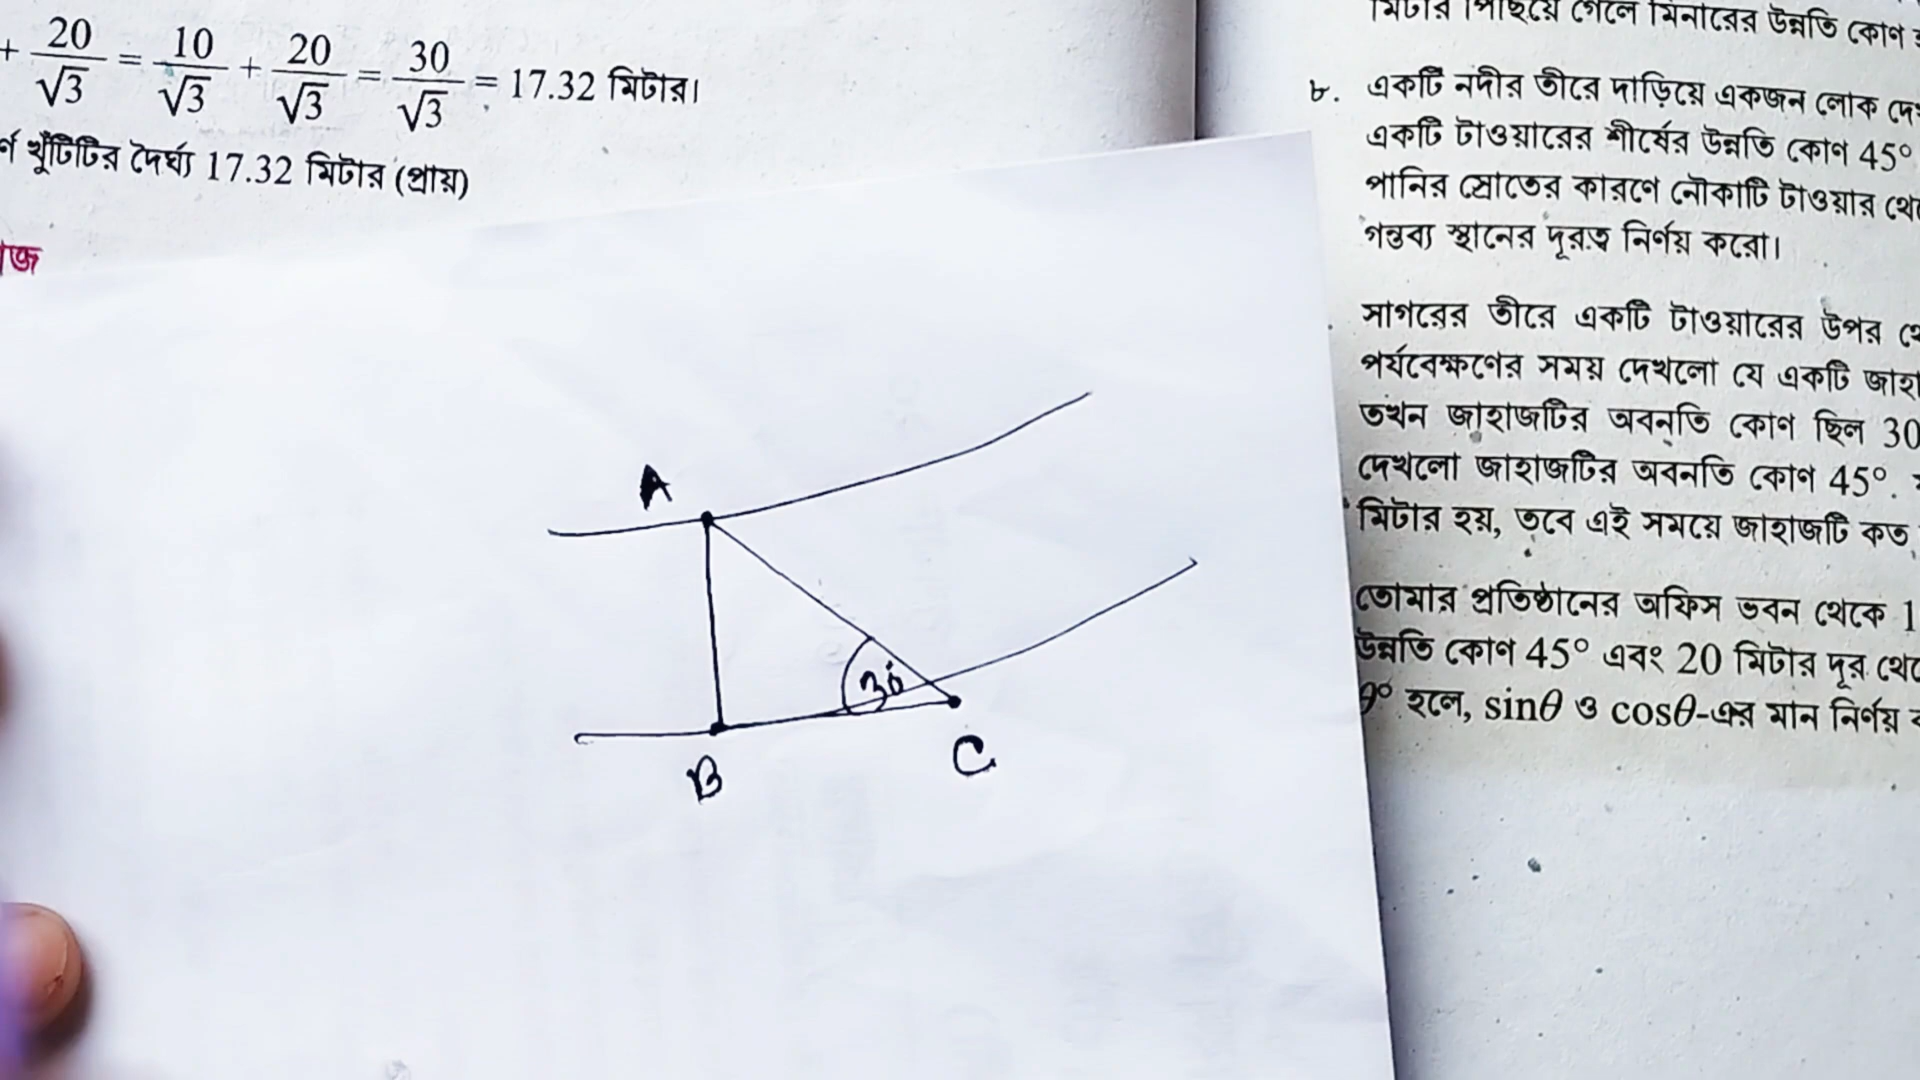 + 20/√3 = 10/√3 + 20/√3 = 30/√3 = 17.32 মিটার।
খুঁটিটির দৈর্ঘ্য 17.32 মিটার (প্রায়)
A
30°
B
C
মিটার পিছিয়ে গেলে মিনারের উন্নতি কোণ
৮. একটি নদীর তীরে দাড়িয়ে একজন লোক
একটি টাওয়ারের শীর্ষের উন্নতি কোণ 45°
পানির স্রোতের কারণে নৌকাটি টাওয়ার
গন্তব্য স্থানের দূরত্ব নির্ণয় করো।
সাগরের তীরে একটি টাওয়ারের উপর
পর্যবেক্ষণের সময় দেখলো যে একটি
তখন জাহাজটির অবনতি কোণ ছিল 30
দেখলো জাহাজটির অবনতি কোণ 45°.
মিটার হয়, তবে এই সময়ে জাহাজটি কত
তোমার প্রতিষ্ঠানের অফিস ভবন থেকে 1
উন্নতি কোণ 45° এবং 20 মিটার দূর
θ° হলে, sinθ ও cosθ-এর মান নির্ণয়